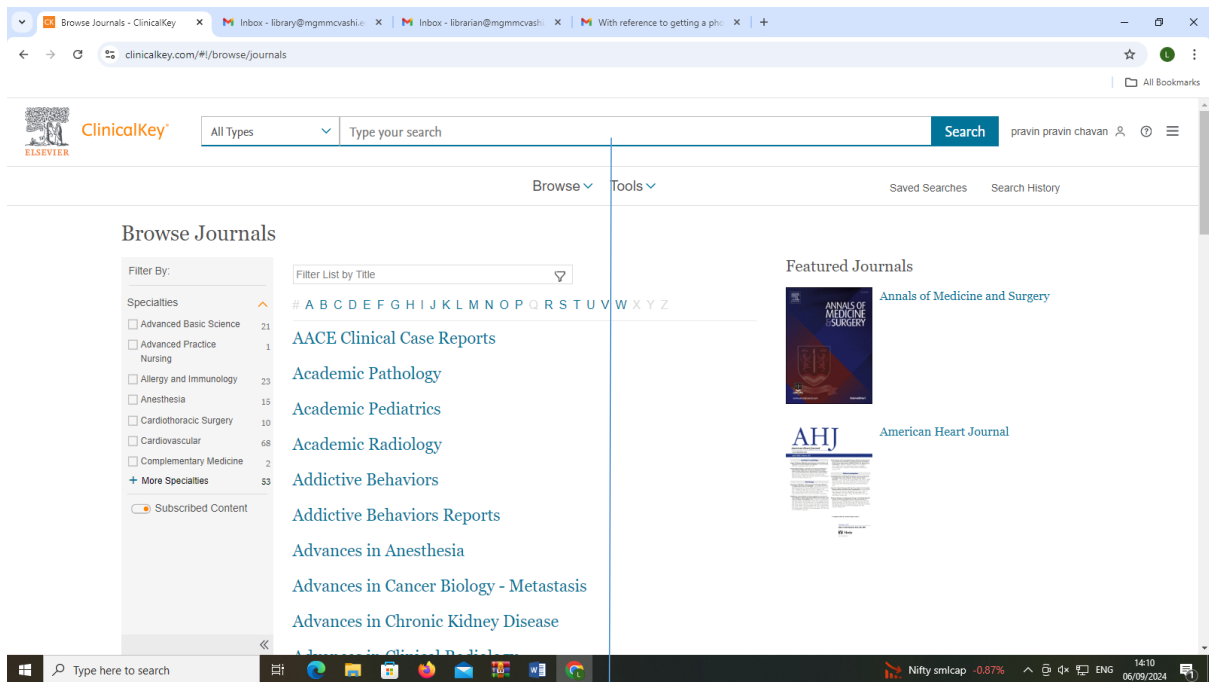 Browse Journals - ClinicalKey
Inbox - library@mgmmcvashi.e
Inbox - librarian@mgmmcvashi
With reference to getting a pho
clinicalkey.com/#!/browse/journals
All Bookmarks
ELSEVIER
ClinicalKey
All Types
Type your search
Search
pravin pravin chavan
Browse
Tools
Saved Searches
Search History
Browse Journals
Filter By:
Specialties
Advanced Basic Science 21
Advanced Practice 1
Nursing
Allergy and Immunology 23
Anesthesia 15
Cardiothoracic Surgery 10
Cardiovascular 68
Complementary Medicine 2
+ More Specialties 53
Subscribed Content
Filter List by Title
# A B C D E F G H I J K L M N O P Q R S T U V W X Y Z
AACE Clinical Case Reports
Academic Pathology
Academic Pediatrics
Academic Radiology
Addictive Behaviors
Addictive Behaviors Reports
Advances in Anesthesia
Advances in Cancer Biology - Metastasis
Advances in Chronic Kidney Disease
Advances in Clinical Radiology
Featured Journals
ANNALS OF
MEDICINE
&SURGERY
Annals of Medicine and Surgery
AHJ
American Heart Journal
Type here to search
Nifty smlcap -0.87%
ENG
14:10
06/09/2024